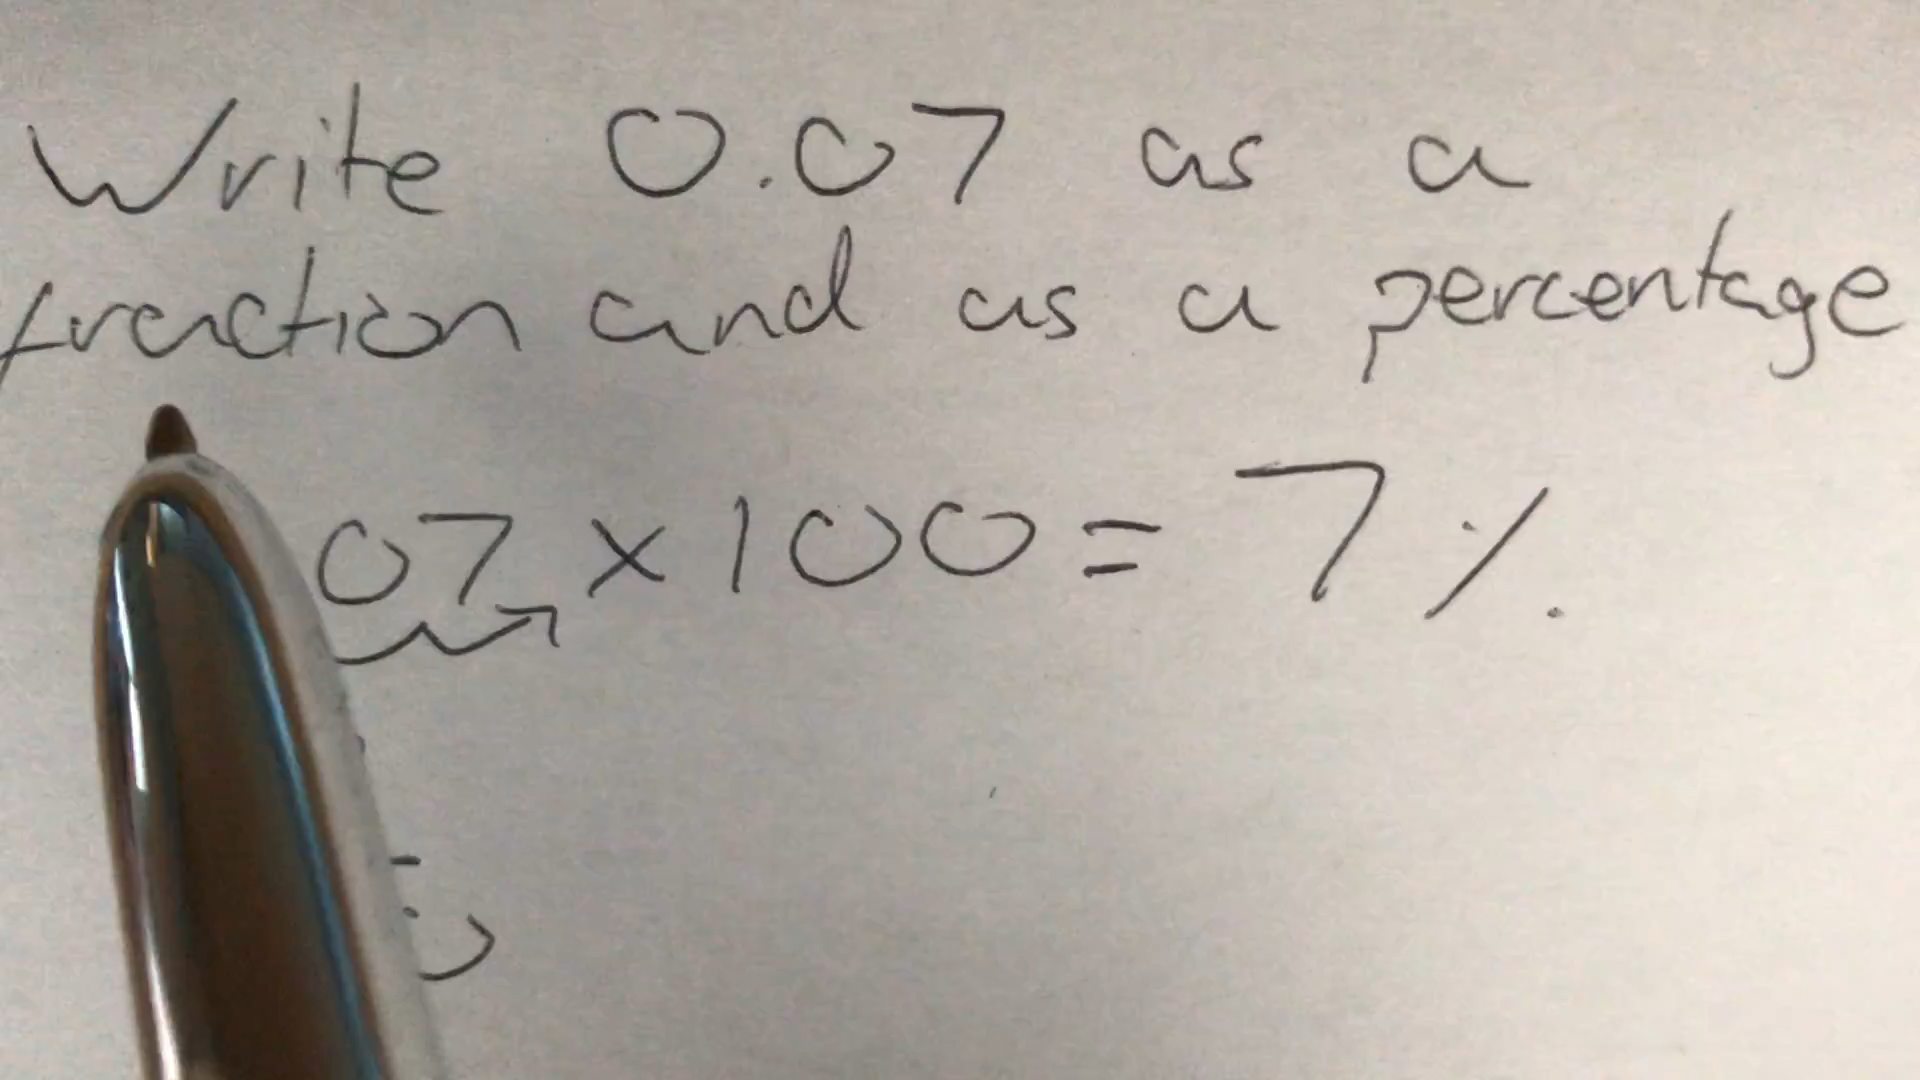 Write 0.07 as a
fraction and as a percentage
07 × 100 = 7 %